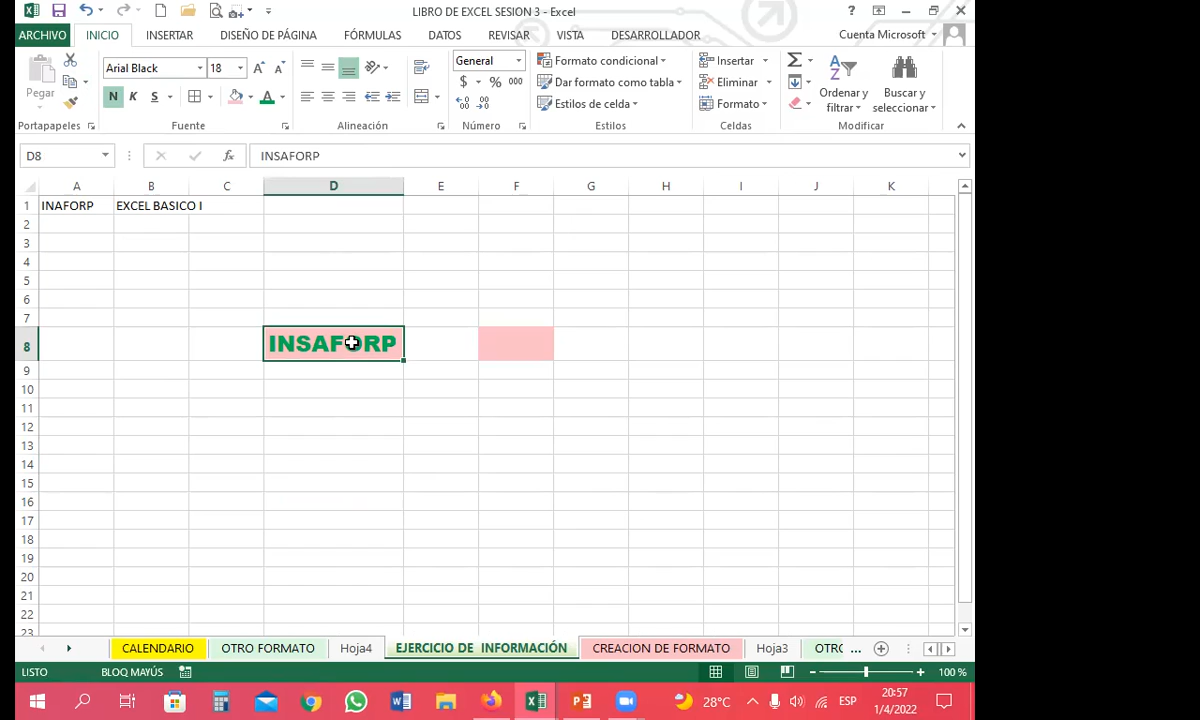 LIBRO DE EXCEL SESION 3 - Excel
?
ARCHIVO INICIO INSERTAR DISEÑO DE PÁGINA FÓRMULAS DATOS REVISAR VISTA DESARROLLADOR Cuenta Microsoft
Pegar
Arial Black 18 A A
N K S A
General
$ % 000
Formato condicional
Dar formato como tabla
Estilos de celda
Insertar
Eliminar
Formato
Ordenar y filtrar
Buscar y seleccionar
Portapapeles Fuente Alineación Número Estilos Celdas Modificar
D8 fx INSAFORP
A B C D E F G H I J K
1 INAFORP EXCEL BASICO I
2
3
4
5
6
7
8 INSAFORP
9
10
11
12
13
14
15
16
17
18
19
20
21
22
23
CALENDARIO OTRO FORMATO Hoja4 EJERCICIO DE INFORMACIÓN CREACION DE FORMATO Hoja3 OTRO ...
LISTO BLOQ MAYÚS 100 %
28°C ESP 20:57
1/4/2022